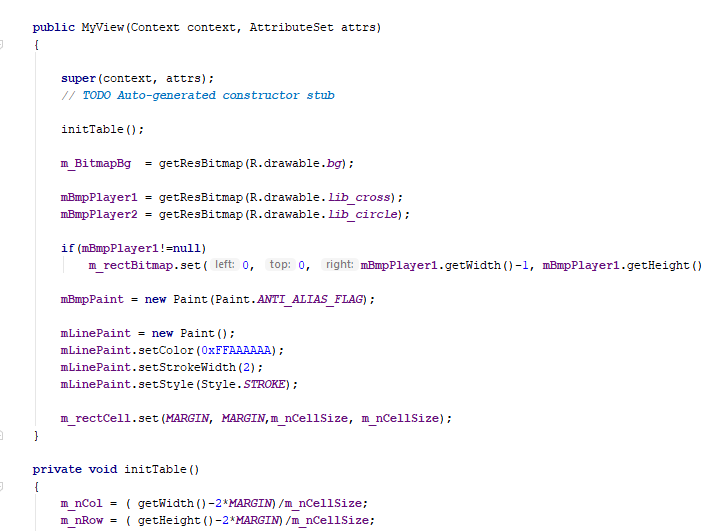 public MyView(Context context, AttributeSet attrs)
{
super(context, attrs);
// TODO Auto-generated constructor stub
initTable();
m_BitmapBg = getResBitmap(R.drawable.bg);
mBmpPlayer1 = getResBitmap(R.drawable.lib_cross);
mBmpPlayer2 = getResBitmap(R.drawable.lib_circle);
if(mBmpPlayer1!=null)
m_rectBitmap.set( left: 0, top: 0, right: mBmpPlayer1.getWidth()-1, mBmpPlayer1.getHeight()
mBmpPaint = new Paint(Paint.ANTI_ALIAS_FLAG);
mLinePaint = new Paint();
mLinePaint.setColor(0xFFAAAAAA);
mLinePaint.setStrokeWidth(2);
mLinePaint.setStyle(Style.STROKE);
m_rectCell.set(MARGIN, MARGIN,m_nCellSize, m_nCellSize);
}
private void initTable()
{
m_nCol = ( getWidth()-2*MARGIN)/m_nCellSize;
m_nRow = ( getHeight()-2*MARGIN)/m_nCellSize;